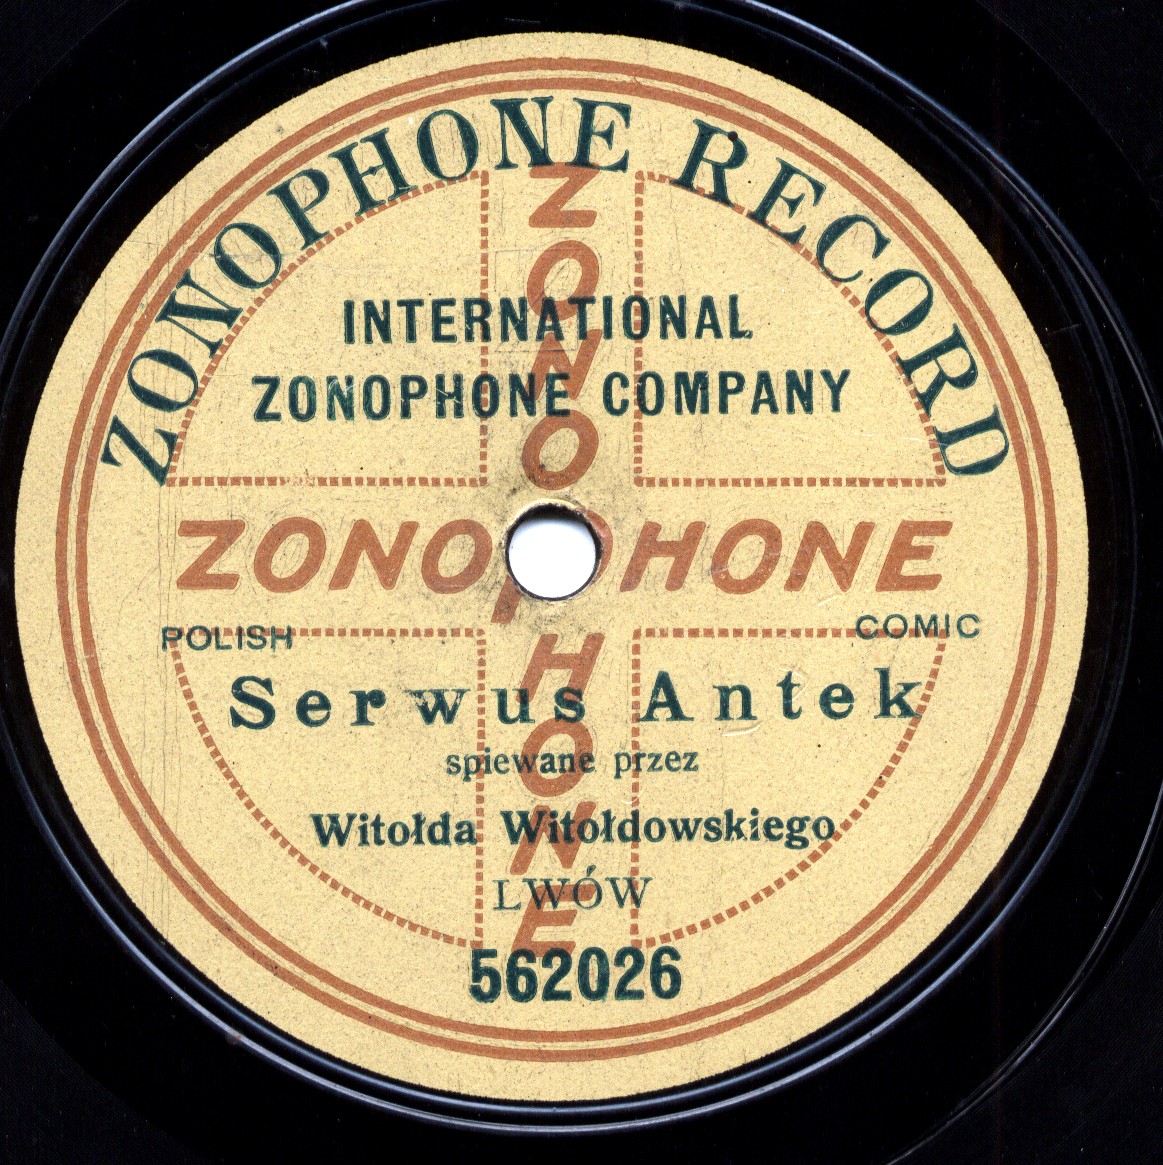 ZONOPHONE RECORD
INTERNATIONAL
ZONOPHONE COMPANY
ZONOPHONE
ZONOPHONE
POLISH
COMIC
Serwus Antek
spiewane przez
Witołda Witołdowskiego
LWÓW
562026